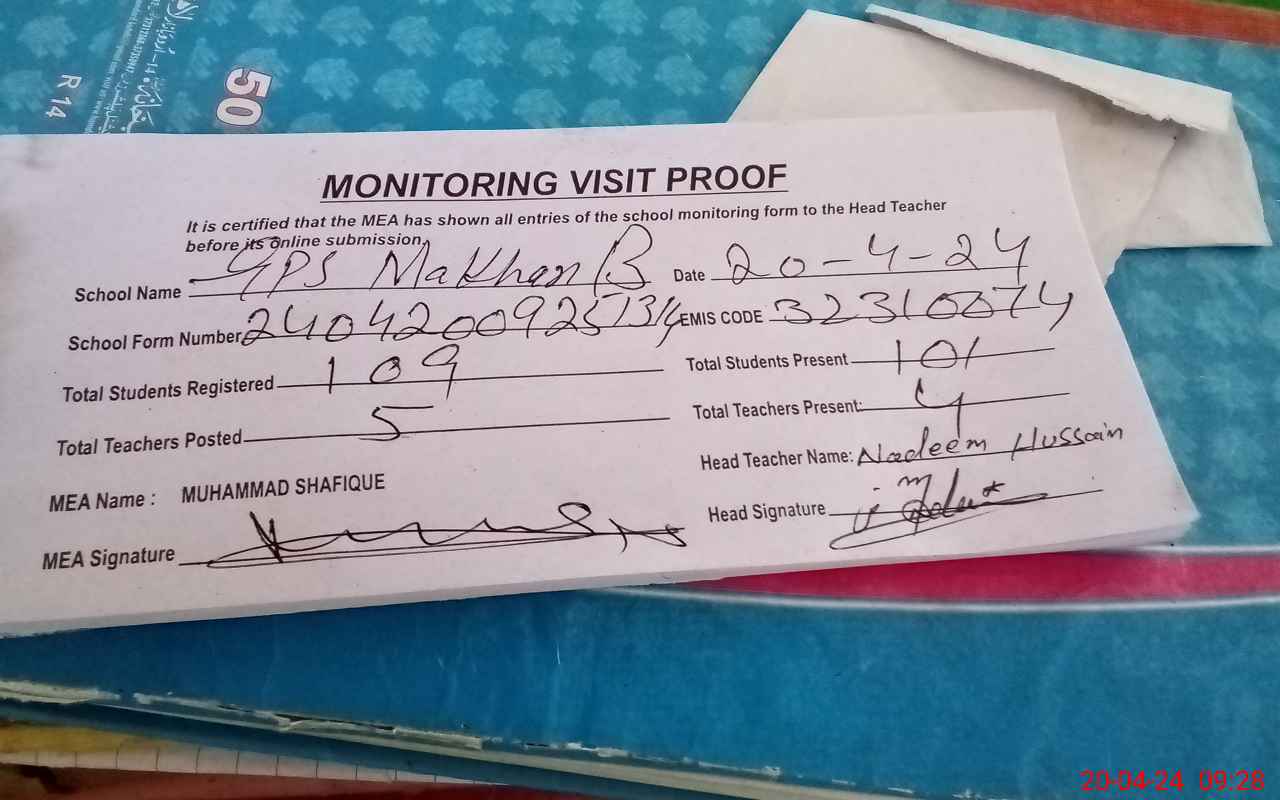 50
R 14
MONITORING VISIT PROOF
It is certified that the MEA has shown all entries of the school monitoring form to the Head Teacher
before its online submission.
School Name GPS Makhan B Date 20-4-24
School Form Number EMIS CODE 32310074
Total Students Registered 109 Total Students Present 101
Total Teachers Posted 5 Total Teachers Present: 4
Head Teacher Name: Nadeem Hussain
MEA Name : MUHAMMAD SHAFIQUE
Head Signature
MEA Signature
20-04-24 09:28